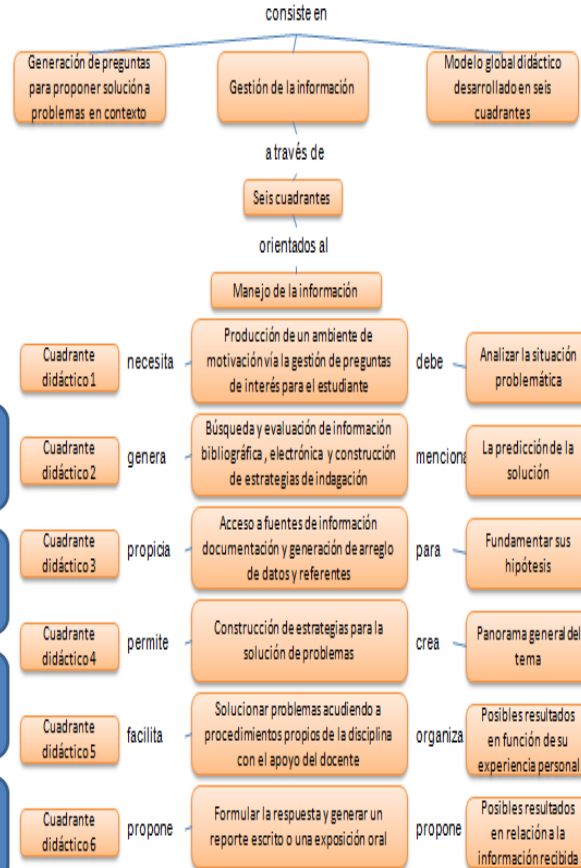 consiste en
Generación de preguntas
para proponer solución a
problemas en contexto
Gestión de la información
Modelo global didáctico
desarrollado en seis
cuadrantes
a través de
Seis cuadrantes
orientados al
Manejo de la información
Cuadrante
didáctico 1
necesita
Producción de un ambiente de
motivación vía la gestión de preguntas
de interés para el estudiante
debe
Analizar la situación
problemática
Cuadrante
didáctico 2
genera
Búsqueda y evaluación de información
bibliográfica, electrónica y construcción
de estrategias de indagación
menciona
La predicción de la
solución
Cuadrante
didáctico 3
propicia
Acceso a fuentes de información
documentación y generación de arreglo
de datos y referentes
para
Fundamentar sus
hipótesis
Cuadrante
didáctico 4
permite
Construcción de estrategias para la
solución de problemas
crea
Panorama general del
tema
Cuadrante
didáctico 5
facilita
Solucionar problemas acudiendo a
procedimientos propios de la disciplina
con el apoyo del docente
organiza
Posibles resultados
en función de su
experiencia personal
Cuadrante
didáctico 6
propone
Formular la respuesta y generar un
reporte escrito o una exposición oral
propone
Posibles resultados
en relación a la
información recibida